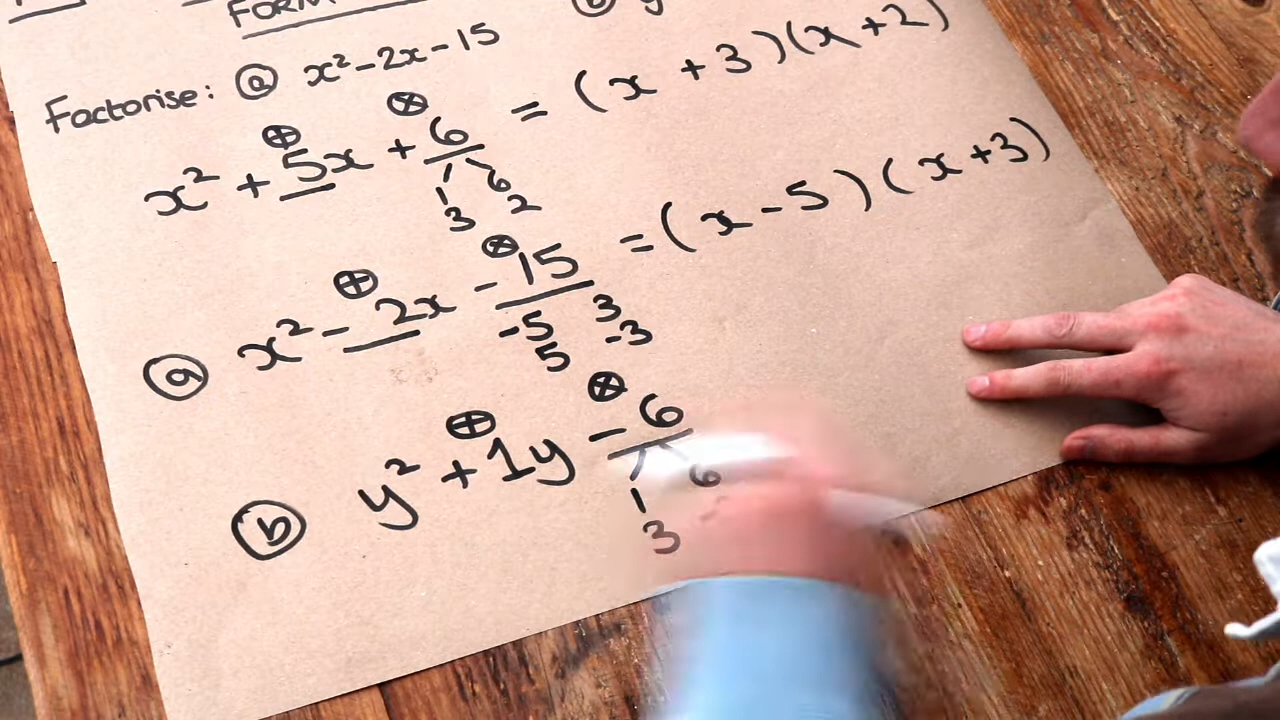 FORM
Factorise: ⓐ x² - 2x - 15
ⓑ y
⊕ ⊗
x² + 5x + 6 = (x + 3)(x + 2)
1 6
3 2
⊕ ⊗
ⓐ x² - 2x - 15 = (x - 5)(x + 3)
-5 3
5 -3
⊕ ⊗
ⓑ y² + 1y - 6
1 6
3